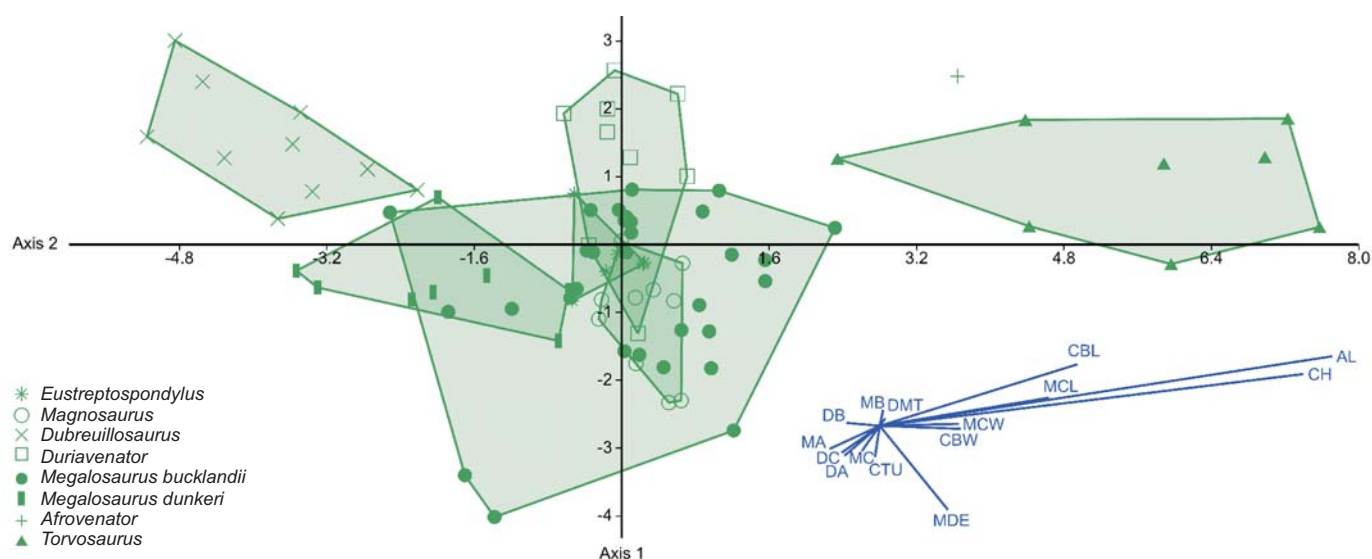 3
2
1
Axis 2
-4.8
-3.2
-1.6
1.6
3.2
4.8
6.4
8.0
-1
-2
-3
-4
Axis 1
Eustreptospondylus
Magnosaurus
Dubreuillosaurus
Duriavenator
Megalosaurus bucklandii
Megalosaurus dunkeri
Afrovenator
Torvosaurus
CBL
AL
CH
MCL
MB
DMT
DB
MCW
CBW
MA
DC
MC
DA
CTU
MDE